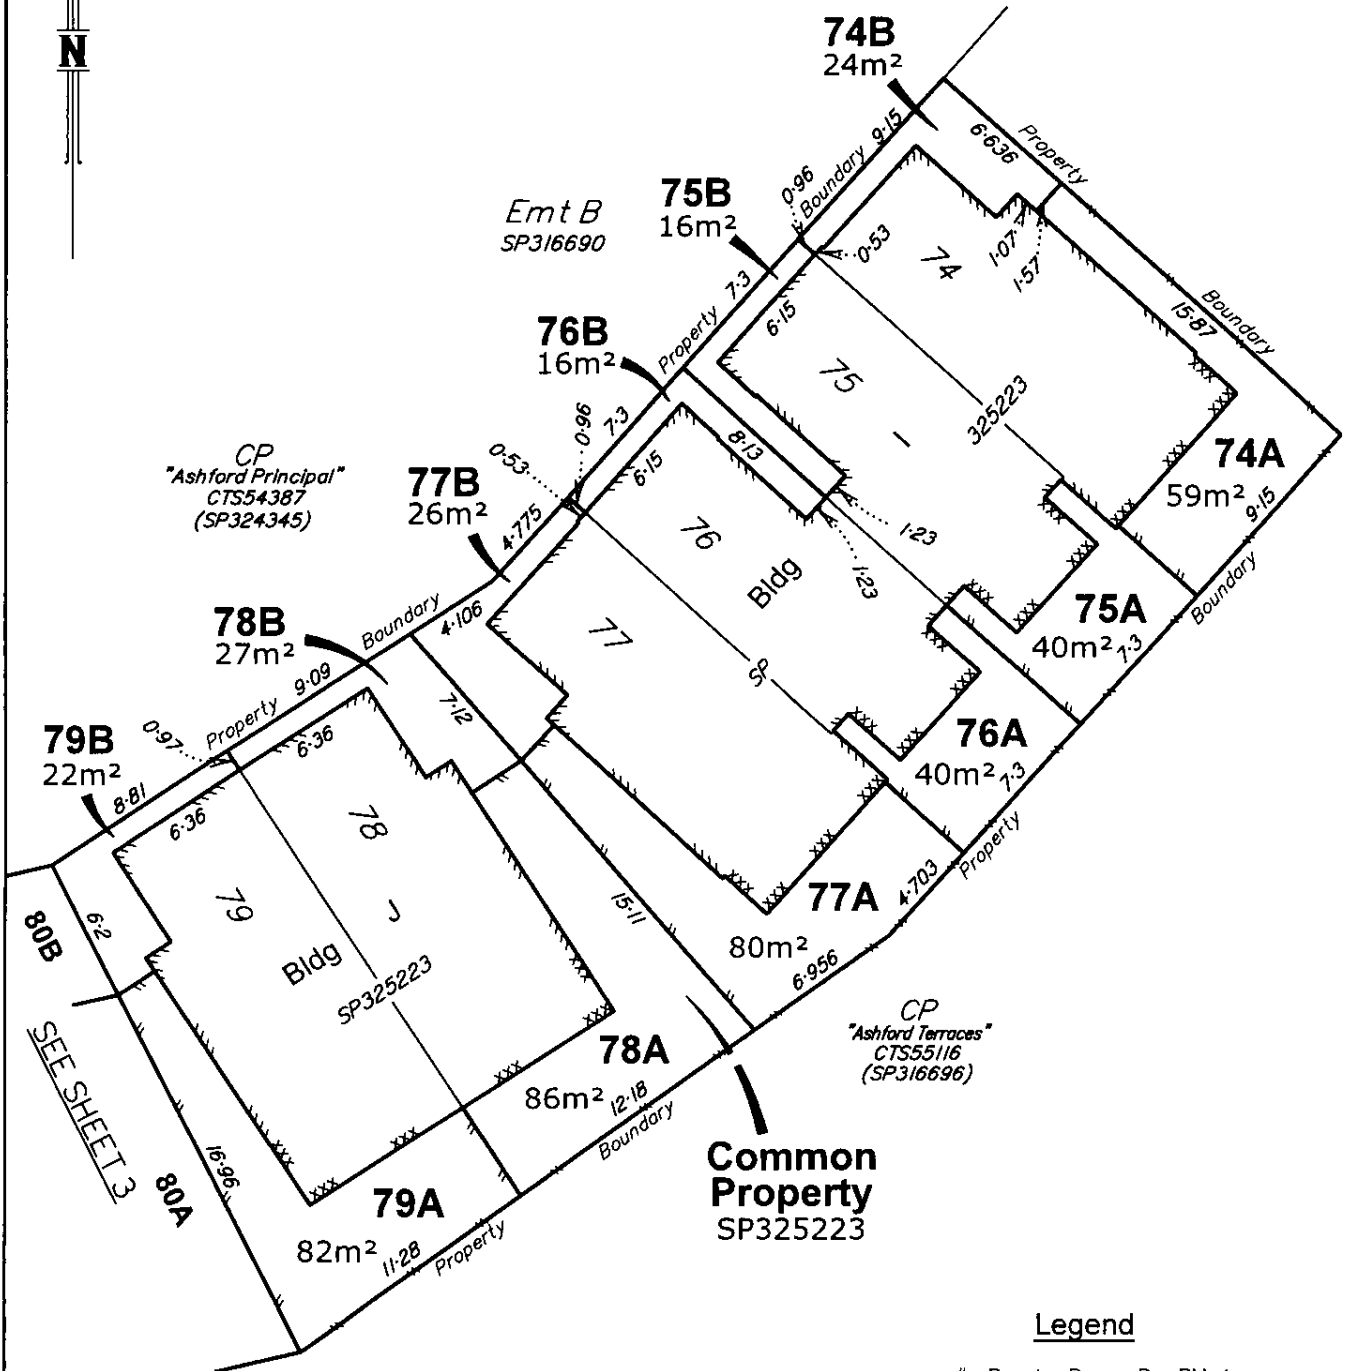 N
74B
24m²
9·15
Boundary
6·636
Property
0·96
75B
16m²
Emt B
SP316690
0·53
74
1·07
1·57
7·3
Property
6·15
15·87
Boundary
76B
16m²
75
I
325223
0·96
7·3
8·13
CP
"Ashford Principal"
CTS54387
(SP324345)
0·53
6·15
77B
26m²
74A
59m²
9·15
Boundary
4·775
76
1·23
1·23
Bldg
78B
27m²
Boundary
4·106
77
75A
40m²
7·3
SP
9·09
Property
7·12
76A
40m²
7·3
Property
79B
22m²
0·97
6·36
8·81
6·36
78
77A
80m²
4·703
6·956
79
J
15·11
Bldg
SP325223
80B
6·2
CP
"Ashford Terraces"
CTS55116
(SP316696)
SEE SHEET 3
78A
86m²
12·18
Boundary
Common
Property
SP325223
80A
16·96
79A
82m²
11·28
Property
Legend